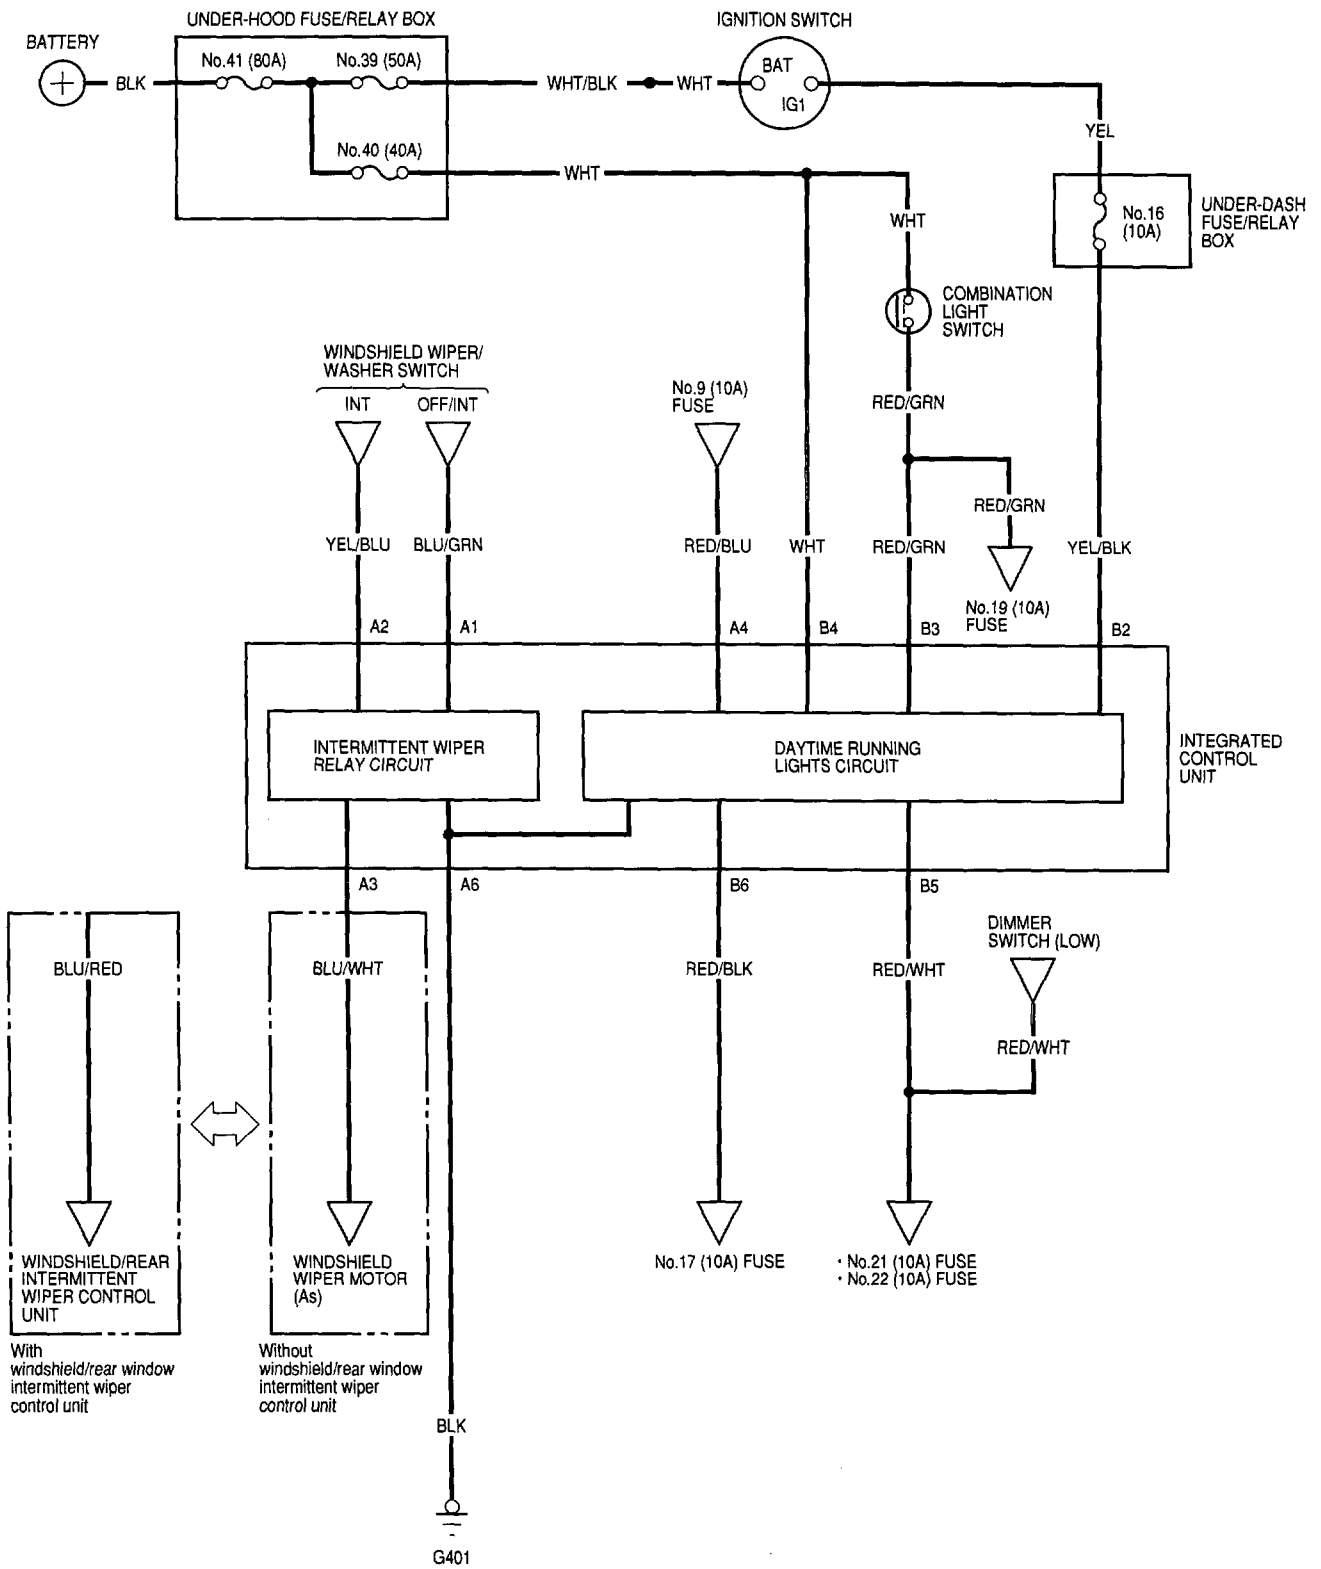 UNDER-HOOD FUSE/RELAY BOX
IGNITION SWITCH
BATTERY
No.41 (80A)
No.39 (50A)
BAT
IG1
BLK
WHT/BLK
WHT
YEL
No.40 (40A)
WHT
WHT
No.16
(10A)
UNDER-DASH
FUSE/RELAY
BOX
COMBINATION
LIGHT
SWITCH
WINDSHIELD WIPER/
WASHER SWITCH
INT
OFF/INT
No.9 (10A)
FUSE
RED/GRN
RED/GRN
YEL/BLU
BLU/GRN
RED/BLU
WHT
RED/GRN
YEL/BLK
No.19 (10A)
FUSE
A2
A1
A4
B4
B3
B2
INTERMITTENT WIPER
RELAY CIRCUIT
DAYTIME RUNNING
LIGHTS CIRCUIT
INTEGRATED
CONTROL
UNIT
A3
A6
B6
B5
DIMMER
SWITCH (LOW)
BLU/RED
BLU/WHT
RED/BLK
RED/WHT
RED/WHT
WINDSHIELD/REAR
INTERMITTENT
WIPER CONTROL
UNIT
WINDSHIELD
WIPER MOTOR
(As)
No.17 (10A) FUSE
• No.21 (10A) FUSE
• No.22 (10A) FUSE
With
windshield/rear window
intermittent wiper
control unit
Without
windshield/rear window
intermittent wiper
control unit
BLK
G401